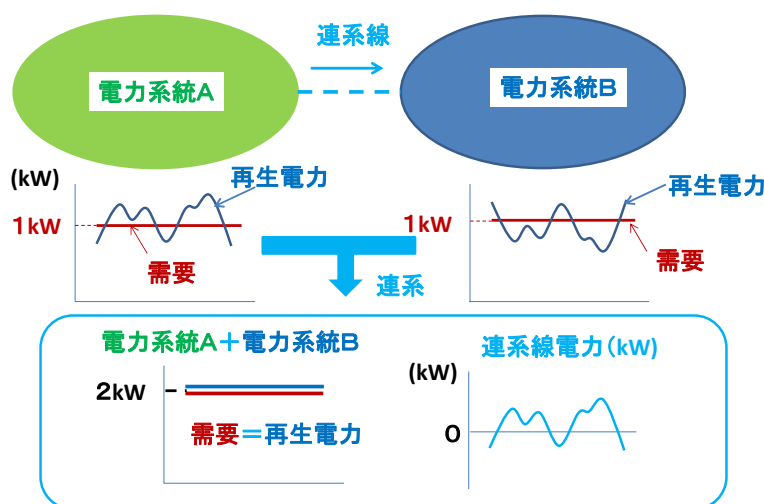 連系線
電力系統A
電力系統B
(kW)
再生電力
1kW
需要
再生電力
1kW
需要
連系
電力系統A+電力系統B
2kW
需要=再生電力
連系線電力(kW)
(kW)
0